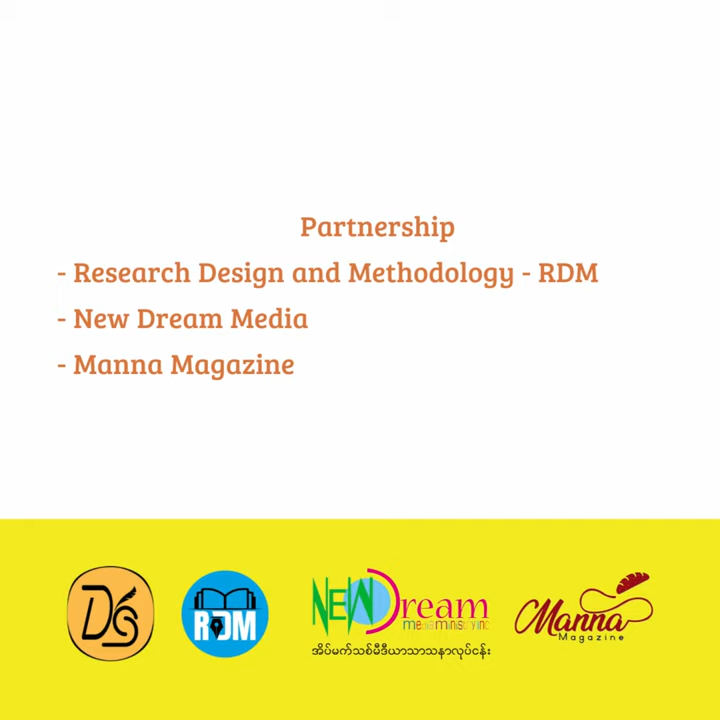 Partnership
- Research Design and Methodology - RDM
- New Dream Media
- Manna Magazine
DS
RDM
NEW Dream
media ministry inc
အိပ်မက်သစ်မီဒီယာသာသနာလုပ်ငန်း
Manna
Magazine